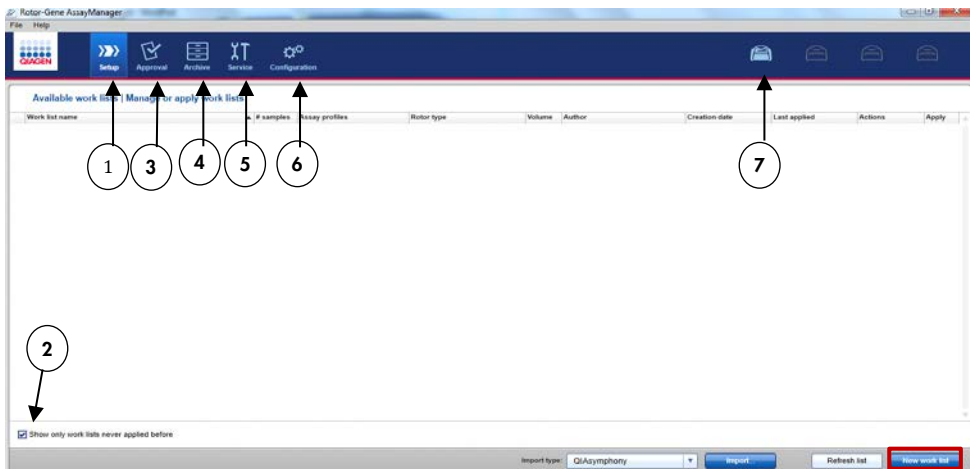 Rotor-Gene AssayManager
File Help
QIAGEN
Setup Approval Archive Service Configuration
Available work lists | Manage or apply work lists
Work list name # samples Assay profiles Rotor type Volume Author Creation date Last applied Actions Apply
1 3 4 5 6 7
2
Show only work lists never applied before
Import type: QIAsymphony Import... Refresh list New work list